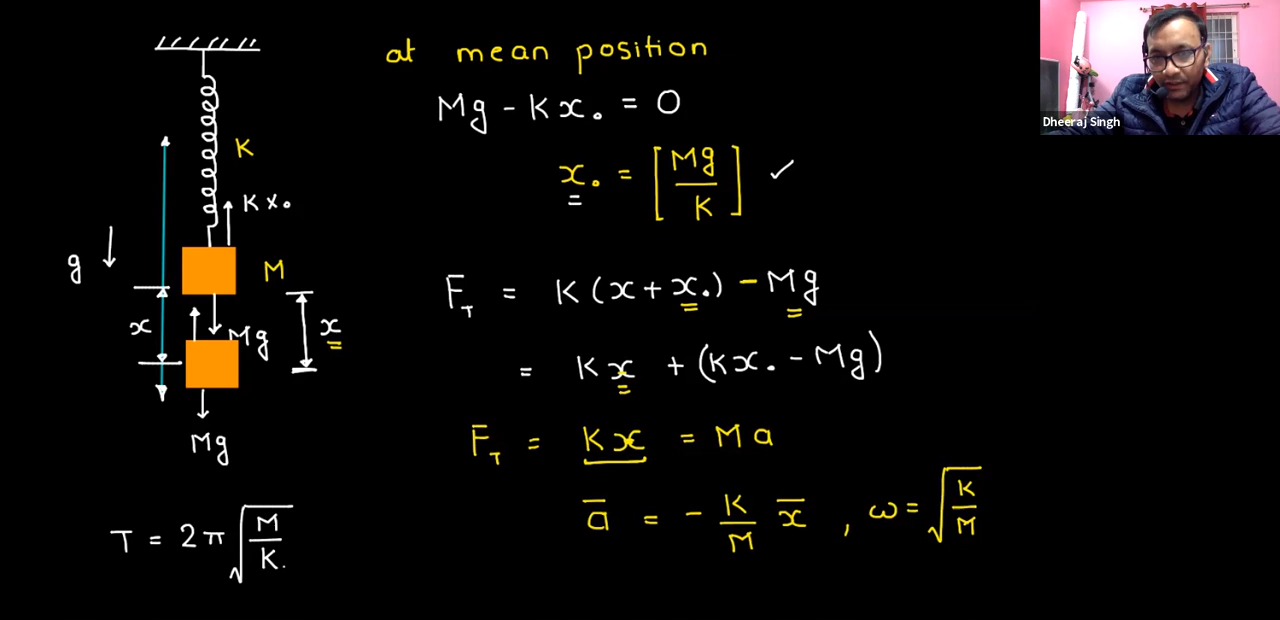 at mean position
Mg - Kx₀ = 0
x₀ = [Mg/K] ✓
K
Kx₀
g
M
x
Mg
x
Mg
F_T = K(x + x₀) - Mg
= Kx + (Kx₀ - Mg)
F_T = Kx = Ma
a̅ = - K/M x̅ , ω = √(K/M)
T = 2π √(M/K)
Dheeraj Singh